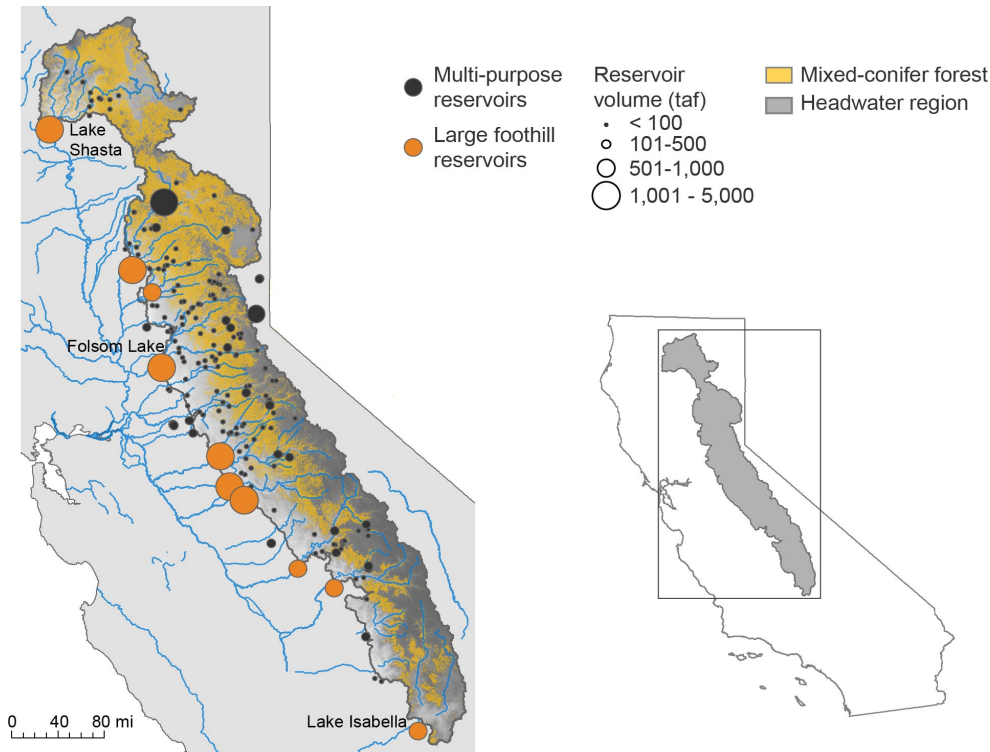 Multi-purpose
reservoirs
Large foothill
reservoirs
Reservoir
volume (taf)
< 100
101-500
501-1,000
1,001 - 5,000
Mixed-conifer forest
Headwater region
Lake
Shasta
Folsom Lake
Lake Isabella
0 40 80 mi